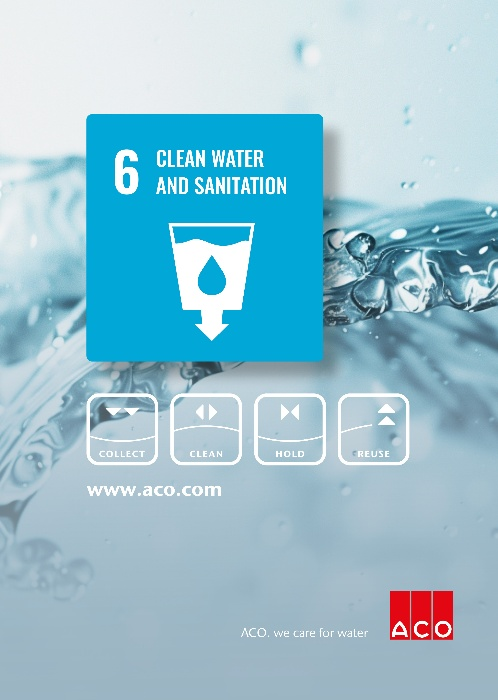 6 CLEAN WATER
AND SANITATION
COLLECT CLEAN HOLD REUSE
www.aco.com
ACO. we care for water
ACO